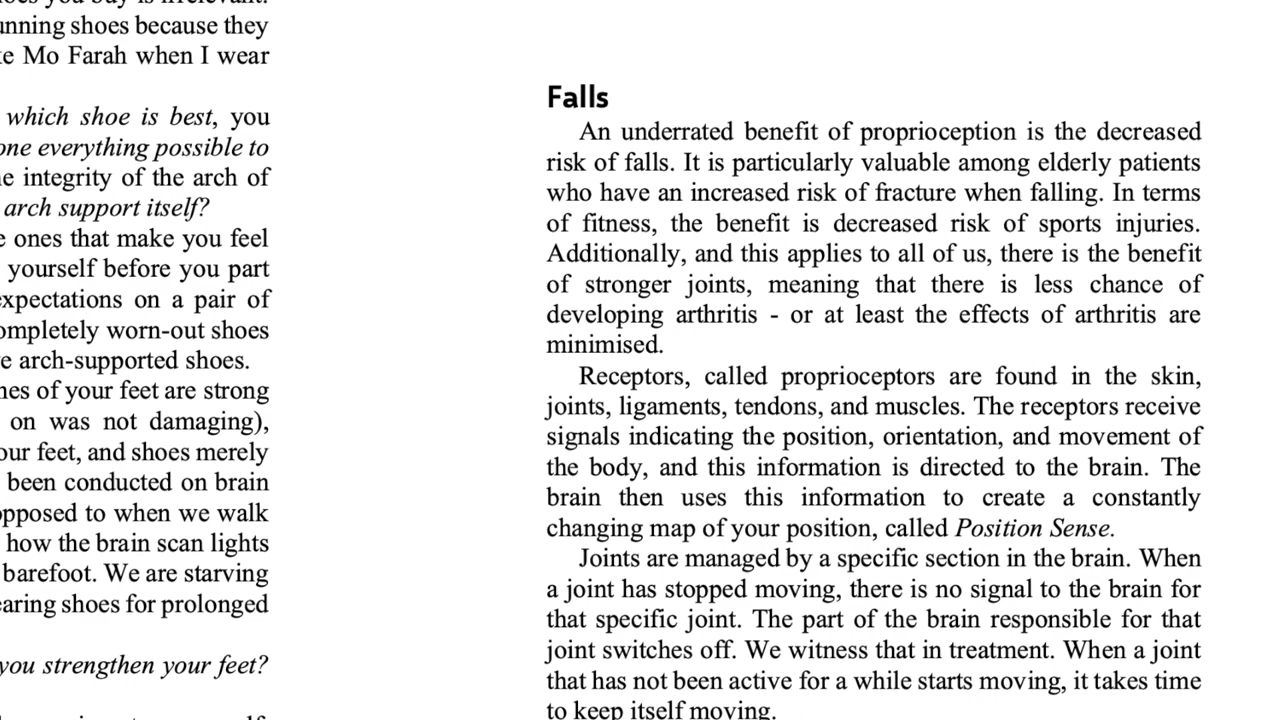 oes you buy is irrelevant.
unning shoes because they
ke Mo Farah when I wear
which shoe is best, you
one everything possible to
he integrity of the arch of
arch support itself?
e ones that make you feel
yourself before you part
expectations on a pair of
ompletely worn-out shoes
e arch-supported shoes.
hes of your feet are strong
on was not damaging),
our feet, and shoes merely
been conducted on brain
opposed to when we walk
how the brain scan lights
barefoot. We are starving
earing shoes for prolonged
you strengthen your feet?
Falls
An underrated benefit of proprioception is the decreased
risk of falls. It is particularly valuable among elderly patients
who have an increased risk of fracture when falling. In terms
of fitness, the benefit is decreased risk of sports injuries.
Additionally, and this applies to all of us, there is the benefit
of stronger joints, meaning that there is less chance of
developing arthritis - or at least the effects of arthritis are
minimised.
Receptors, called proprioceptors are found in the skin,
joints, ligaments, tendons, and muscles. The receptors receive
signals indicating the position, orientation, and movement of
the body, and this information is directed to the brain. The
brain then uses this information to create a constantly
changing map of your position, called Position Sense.
Joints are managed by a specific section in the brain. When
a joint has stopped moving, there is no signal to the brain for
that specific joint. The part of the brain responsible for that
joint switches off. We witness that in treatment. When a joint
that has not been active for a while starts moving, it takes time
to keep itself moving.